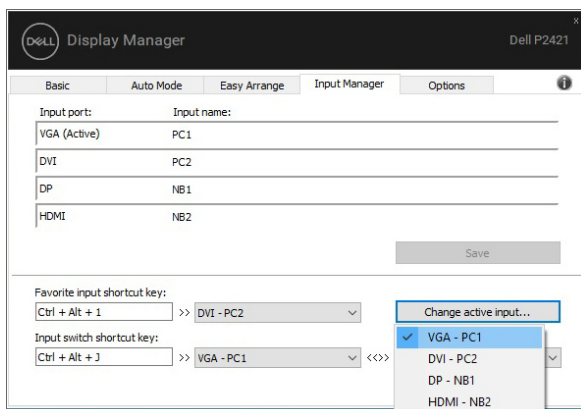 DELL Display Manager Dell P2421
Basic Auto Mode Easy Arrange Input Manager Options
Input port: Input name:
VGA (Active) PC1
DVI PC2
DP NB1
HDMI NB2
Save
Favorite input shortcut key:
Ctrl + Alt + 1 >> DVI - PC2 Change active input...
Input switch shortcut key:
Ctrl + Alt + J >> VGA - PC1 <<>>
VGA - PC1
DVI - PC2
DP - NB1
HDMI - NB2